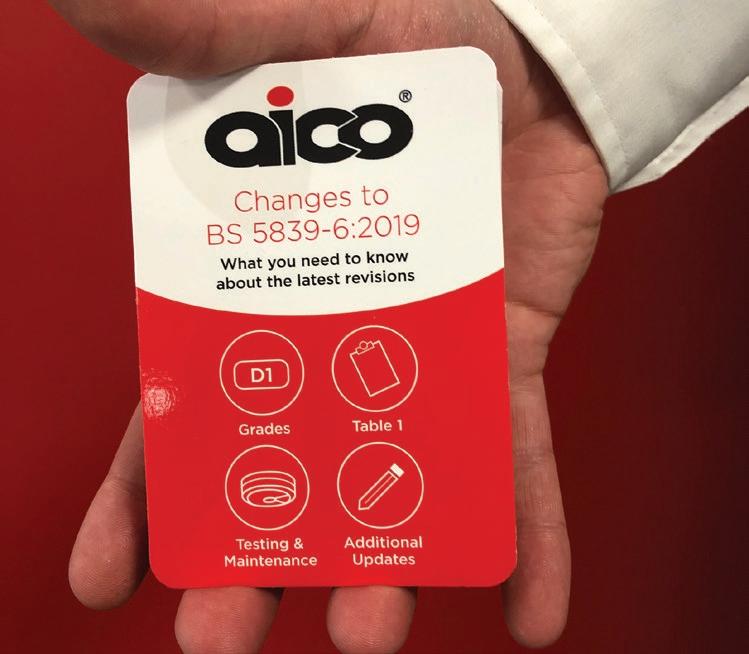 aico®
Changes to
BS 5839-6:2019
What you need to know
about the latest revisions
D1
Grades
Table 1
Testing &
Maintenance
Additional
Updates